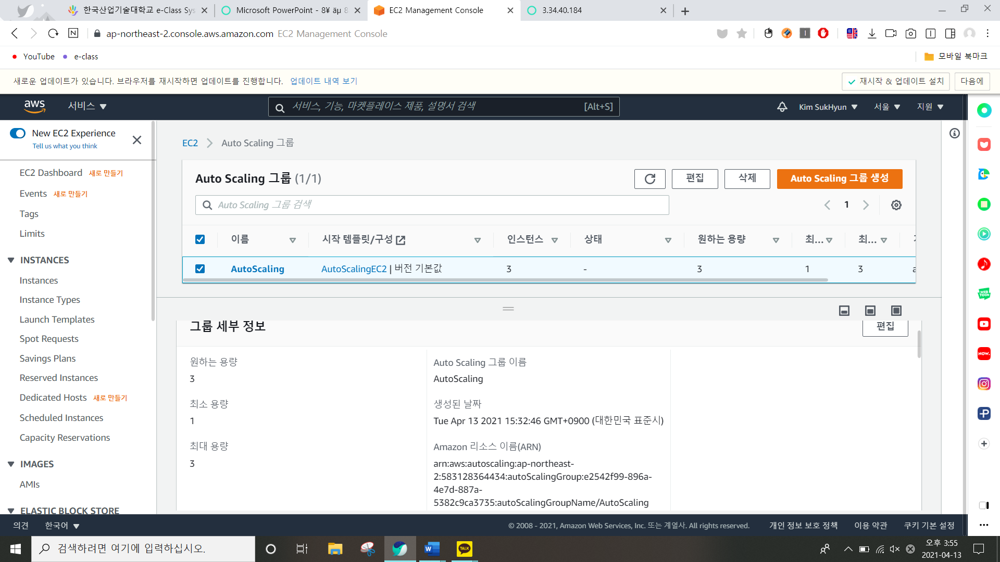 한국산업기술대학교 e-Class Sys
Microsoft PowerPoint - 8¥ äµ 8
EC2 Management Console
3.34.40.184
ap-northeast-2.console.aws.amazon.com EC2 Management Console
YouTube
e-class
모바일 북마크
새로운 업데이트가 있습니다. 브라우저를 재시작하면 업데이트를 진행합니다. 업데이트 내역 보기
재시작 & 업데이트 설치
다음에
aws
서비스
서비스, 기능, 마켓플레이스 제품, 설명서 검색
[Alt+S]
Kim SukHyun
서울
지원
New EC2 Experience
Tell us what you think
EC2 Dashboard 새로 만들기
Events 새로 만들기
Tags
Limits
INSTANCES
Instances
Instance Types
Launch Templates
Spot Requests
Savings Plans
Reserved Instances
Dedicated Hosts 새로 만들기
Scheduled Instances
Capacity Reservations
IMAGES
AMIs
ELASTIC BLOCK STORE
EC2
Auto Scaling 그룹
Auto Scaling 그룹 (1/1)
편집
삭제
Auto Scaling 그룹 생성
Auto Scaling 그룹 검색
1
이름
시작 템플릿/구성
인스턴스
상태
원하는 용량
최...
최...
AutoScaling
AutoScalingEC2 | 버전 기본값
3
-
3
1
3
그룹 세부 정보
편집
원하는 용량
3
최소 용량
1
최대 용량
3
Auto Scaling 그룹 이름
AutoScaling
생성된 날짜
Tue Apr 13 2021 15:32:46 GMT+0900 (대한민국 표준시)
Amazon 리소스 이름(ARN)
arn:aws:autoscaling:ap-northeast-
2:583128364434:autoScalingGroup:e2542f99-896a-
4e7d-887a-
5382c9ca3735:autoScalingGroupName/AutoScaling
WEB
TOON
NOW.
의견
한국어
© 2008 - 2021, Amazon Web Services, Inc. 또는 계열사. All rights reserved.
개인 정보 보호 정책
이용 약관
쿠키 기본 설정
검색하려면 여기에 입력하십시오.
TALK
오후 3:55
2021-04-13